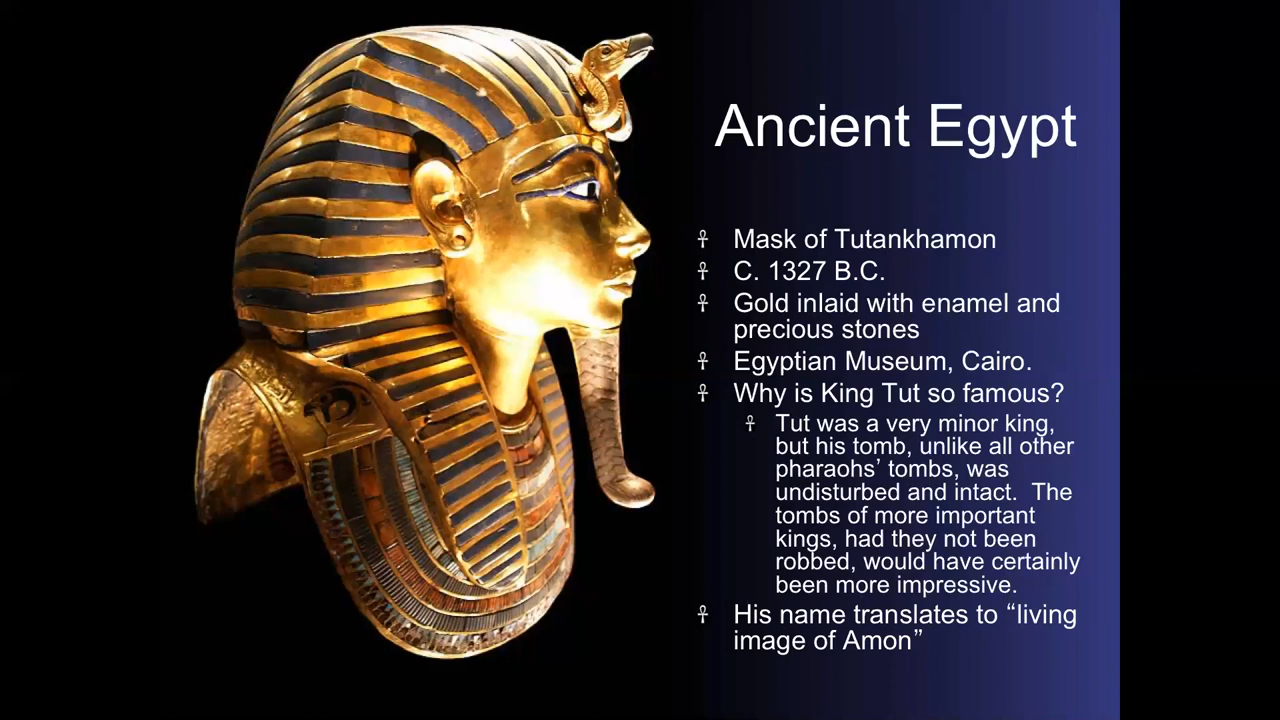 Ancient Egypt
☥ Mask of Tutankhamon
☥ C. 1327 B.C.
☥ Gold inlaid with enamel and
precious stones
☥ Egyptian Museum, Cairo.
☥ Why is King Tut so famous?
☥ Tut was a very minor king,
but his tomb, unlike all other
pharaohs’ tombs, was
undisturbed and intact.  The
tombs of more important
kings, had they not been
robbed, would have certainly
been more impressive.
☥ His name translates to “living
image of Amon”